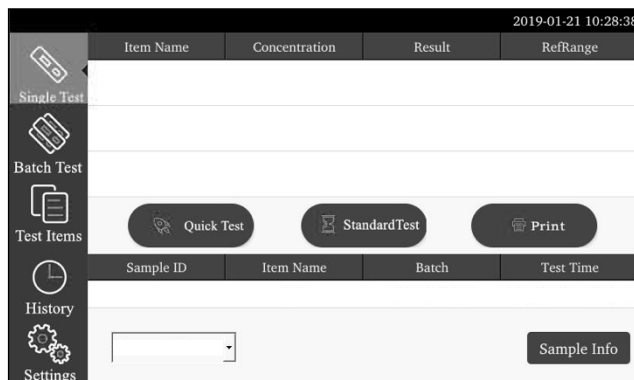 2019-01-21 10:28:38
Item Name Concentration Result RefRange
Single Test
Batch Test
Test Items
Quick Test StandardTest Print
Sample ID Item Name Batch Test Time
History
Sample Info
Settings